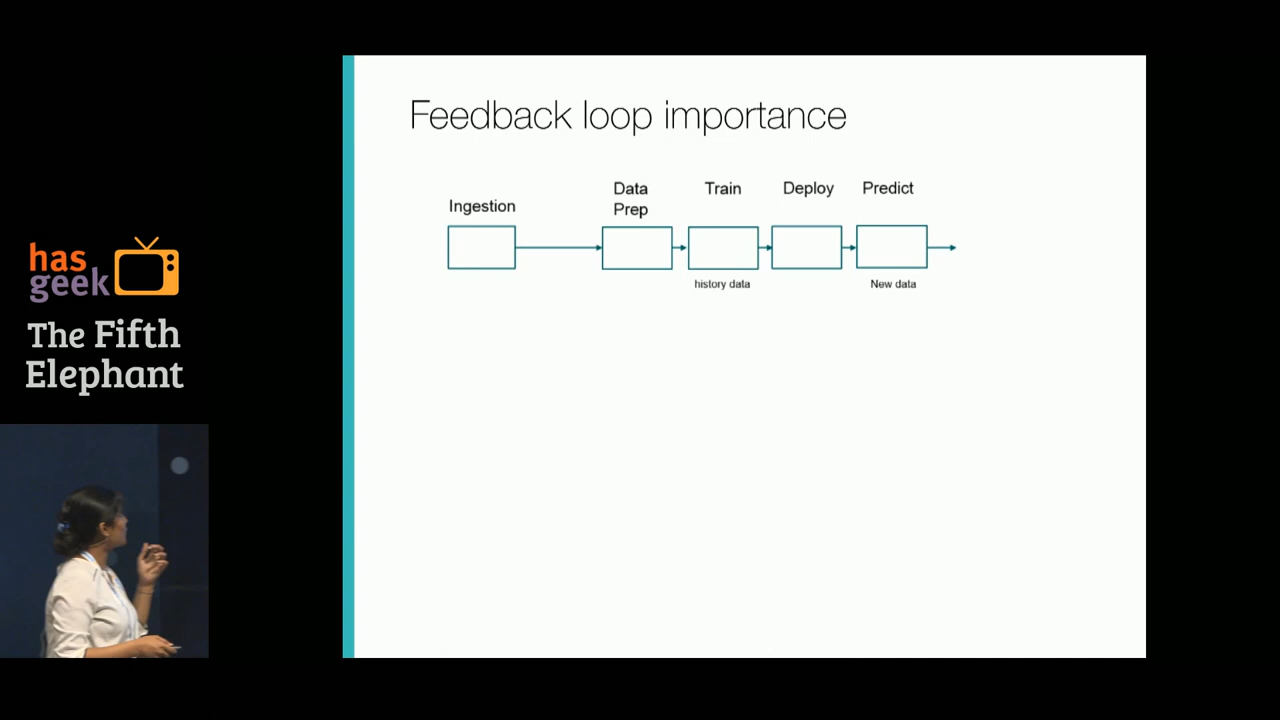 Feedback loop importance
Ingestion
Data
Prep
Train
Deploy
Predict
history data
New data
has
geek
The Fifth
Elephant